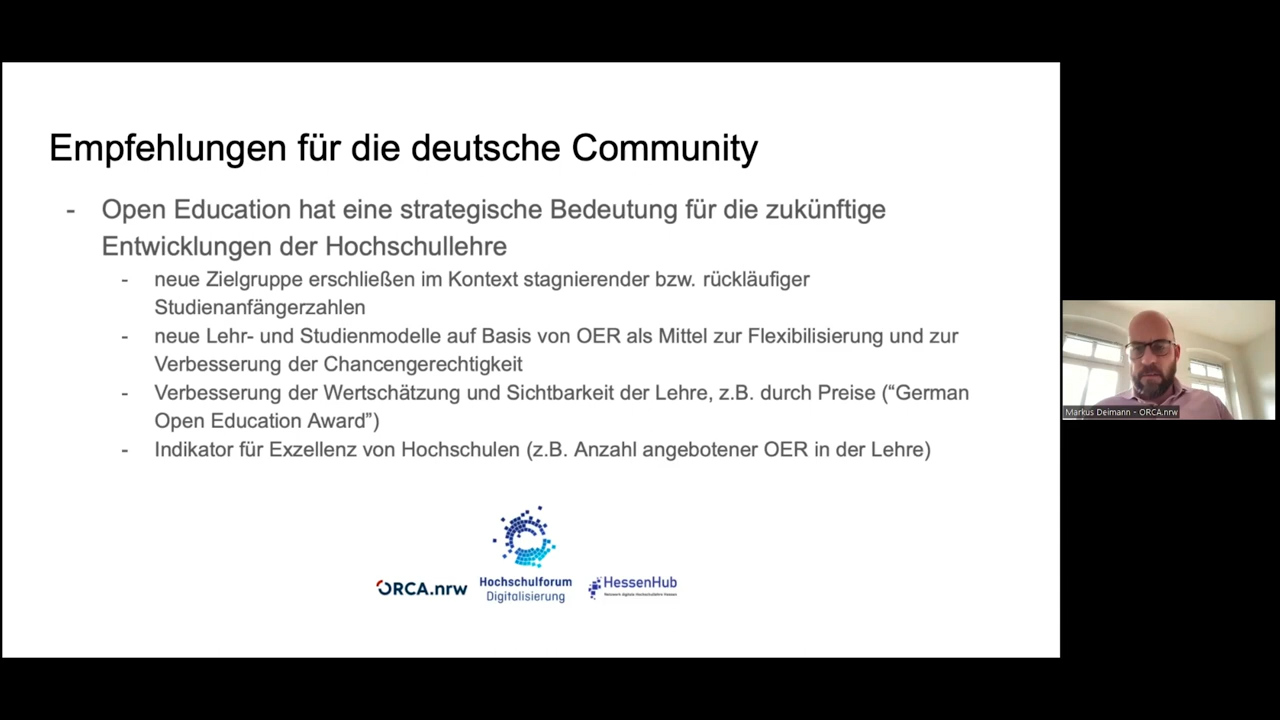 Empfehlungen für die deutsche Community
- Open Education hat eine strategische Bedeutung für die zukünftige
Entwicklungen der Hochschullehre
- neue Zielgruppe erschließen im Kontext stagnierender bzw. rückläufiger
Studienanfängerzahlen
- neue Lehr- und Studienmodelle auf Basis von OER als Mittel zur Flexibilisierung und zur
Verbesserung der Chancengerechtigkeit
- Verbesserung der Wertschätzung und Sichtbarkeit der Lehre, z.B. durch Preise (“German
Open Education Award”)
- Indikator für Exzellenz von Hochschulen (z.B. Anzahl angebotener OER in der Lehre)
ORCA.nrw
Hochschulforum
Digitalisierung
HessenHub
Netzwerk digitale Hochschullehre Hessen
Markus Deimann - ORCA.nrw